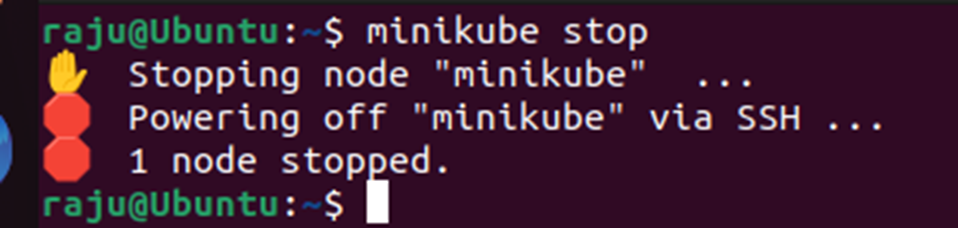 raju@Ubuntu:~$ minikube stop
✋  Stopping node "minikube"  ...
🛑  Powering off "minikube" via SSH ...
🛑  1 node stopped.
raju@Ubuntu:~$